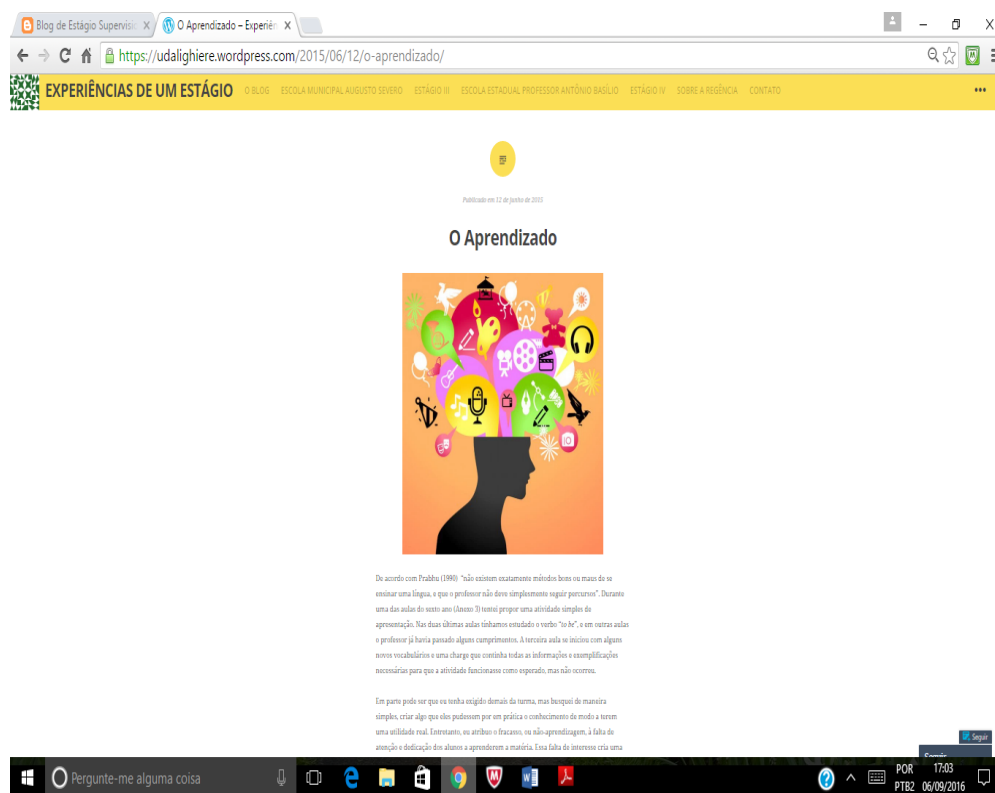 Blog de Estágio Supervisio
O Aprendizado – Experiên
https://udalighiere.wordpress.com/2015/06/12/o-aprendizado/
EXPERIÊNCIAS DE UM ESTÁGIO O BLOG ESCOLA MUNICIPAL AUGUSTO SEVERO ESTÁGIO III ESCOLA ESTADUAL PROFESSOR ANTÔNIO BASÍLIO ESTÁGIO IV SOBRE A REGÊNCIA CONTATO
Publicado em 12 de junho de 2015
O Aprendizado
De acordo com Prabhu (1990) “não existem exatamente métodos bons ou maus de se
ensinar uma língua, e que o professor não deve simplesmente seguir percursos”. Durante
uma das aulas do sexto ano (Anexo 3) tentei propor uma atividade simples de
apresentação. Nas duas últimas aulas tínhamos estudado o verbo “to be”, e em outras aulas
o professor já havia passado alguns cumprimentos. A terceira aula se iniciou com alguns
novos vocabulários e uma charge que continha todas as informações e exemplificações
necessárias para que a atividade funcionasse como esperado, mas não ocorreu.
Em parte pode ser que eu tenha exigido demais da turma, mas busquei de maneira
simples, criar algo que eles pudessem por em prática o conhecimento de modo a terem
uma utilidade real. Entretanto, eu atribuo o fracasso, ou não-aprendizagem, à falta de
atenção e dedicação dos alunos a aprenderem a matéria. Essa falta de interesse cria uma
Seguir
Seguir
Pergunte-me alguma coisa
POR 17:03
PTB2 06/09/2016